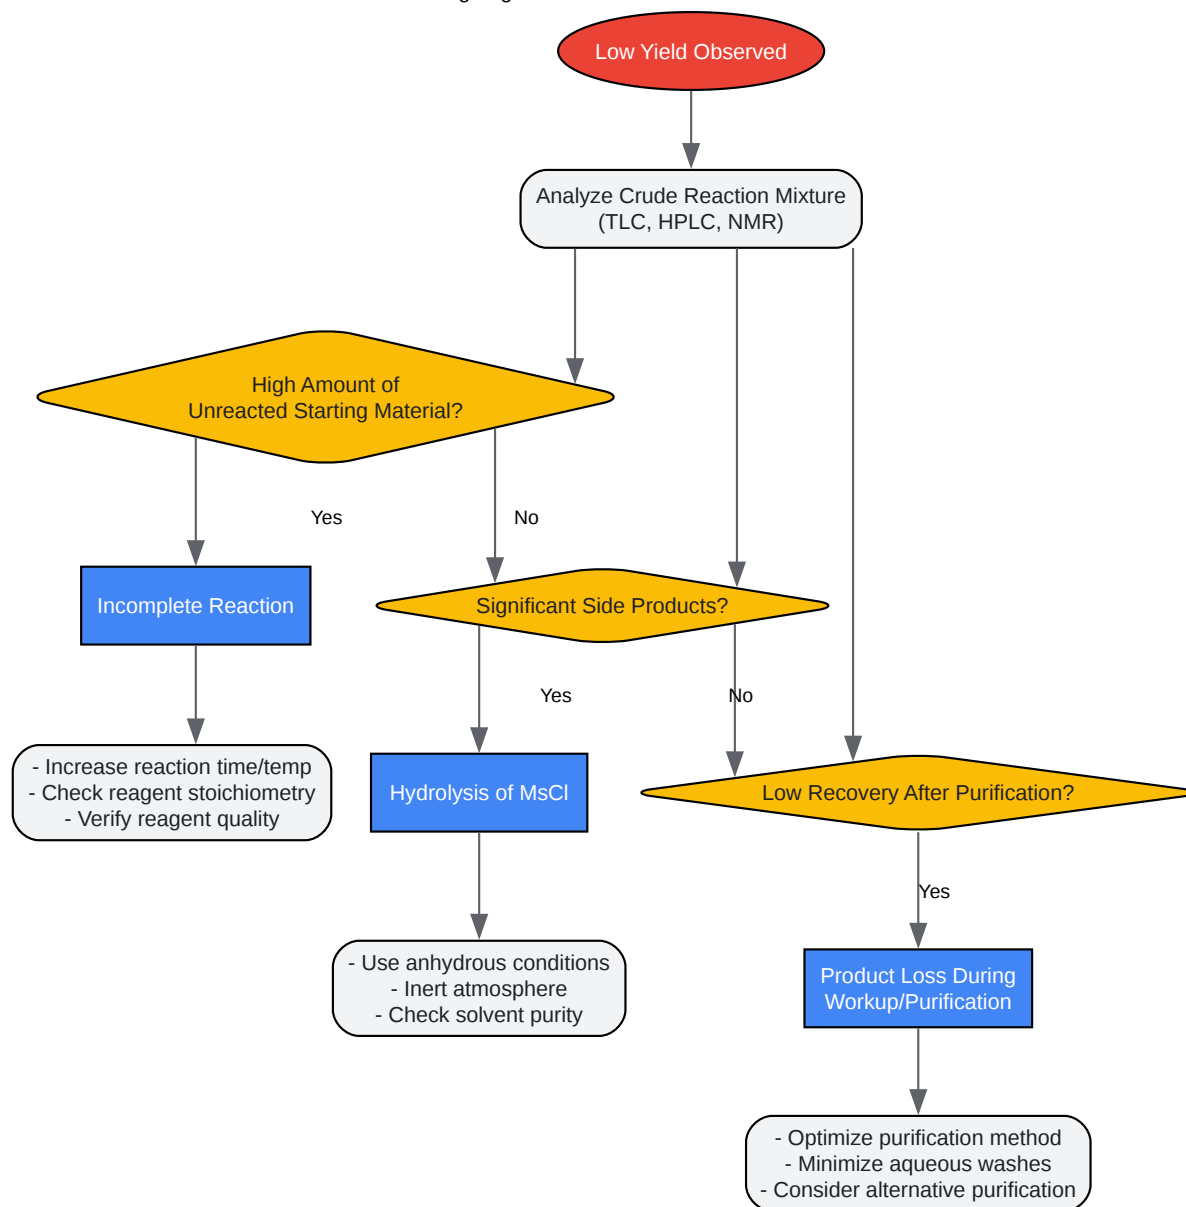 Low Yield Observed
Analyze Crude Reaction Mixture
(TLC, HPLC, NMR)
High Amount of
Unreacted Starting Material?
Yes
No
Incomplete Reaction
Significant Side Products?
Yes
No
- Increase reaction time/temp
- Check reagent stoichiometry
- Verify reagent quality
Hydrolysis of MsCl
Low Recovery After Purification?
Yes
- Use anhydrous conditions
- Inert atmosphere
- Check solvent purity
Product Loss During
Workup/Purification
- Optimize purification method
- Minimize aqueous washes
- Consider alternative purification